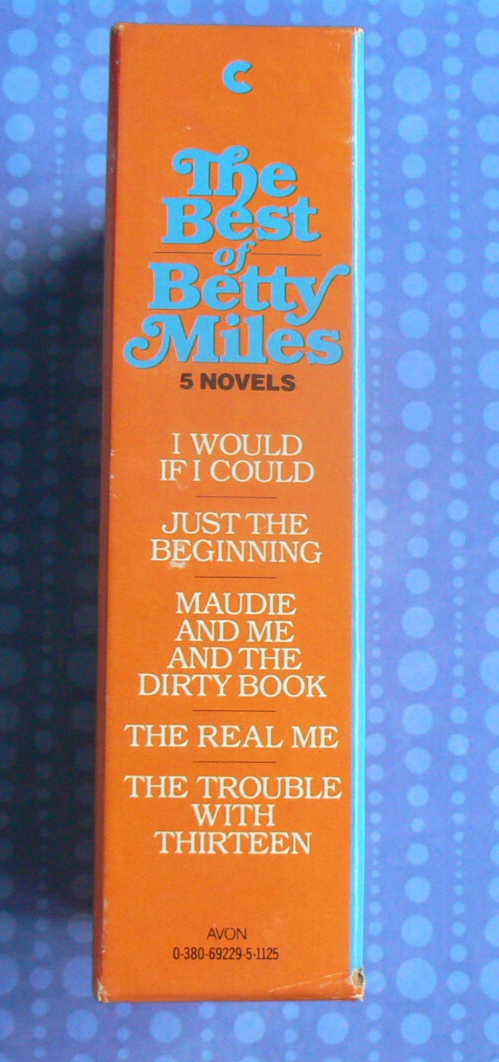 C
The
Best
of
Betty
Miles
5 NOVELS
I WOULD
IF I COULD
JUST THE
BEGINNING
MAUDIE
AND ME
AND THE
DIRTY BOOK
THE REAL ME
THE TROUBLE
WITH
THIRTEEN
AVON
0-380-69229-5-1125